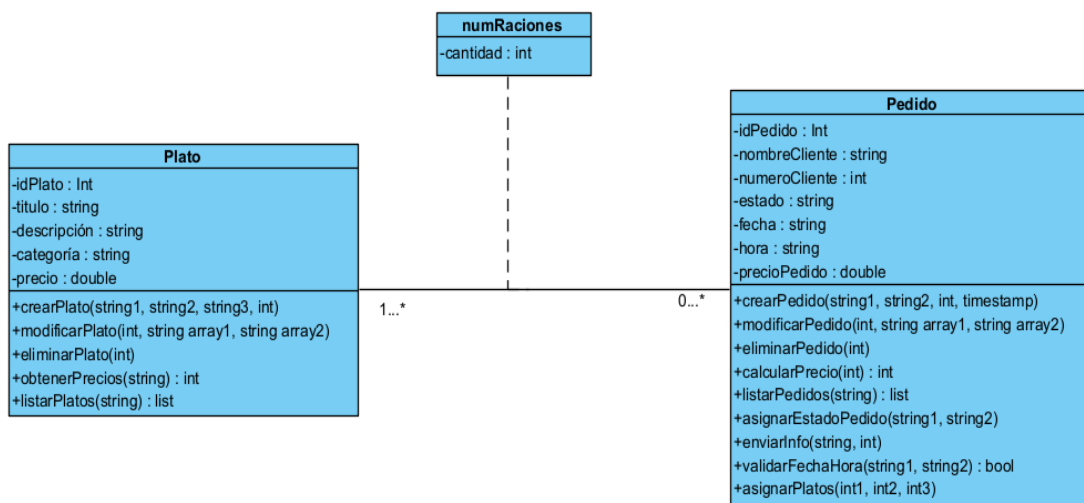 numRaciones
-cantidad : int
Plato
-idPlato : Int
-titulo : string
-descripción : string
-categoría : string
-precio : double
+crearPlato(string1, string2, string3, int)
+modificarPlato(int, string array1, string array2)
+eliminarPlato(int)
+obtenerPrecios(string) : int
+listarPlatos(string) : list
1...*
0...*
Pedido
-idPedido : Int
-nombreCliente : string
-numeroCliente : int
-estado : string
-fecha : string
-hora : string
-precioPedido : double
+crearPedido(string1, string2, int, timestamp)
+modificarPedido(int, string array1, string array2)
+eliminarPedido(int)
+calcularPrecio(int) : int
+listarPedidos(string) : list
+asignarEstadoPedido(string1, string2)
+enviarInfo(string, int)
+validarFechaHora(string1, string2) : bool
+asignarPlatos(int1, int2, int3)